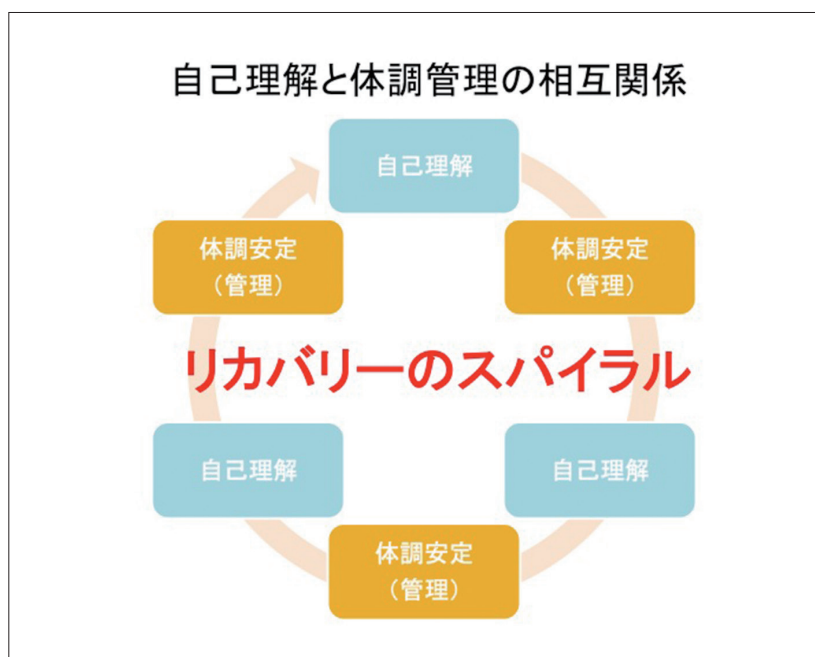 自己理解と体調管理の相互関係
自己理解
体調安定
（管理）
体調安定
（管理）
リカバリーのスパイラル
自己理解
自己理解
体調安定
（管理）